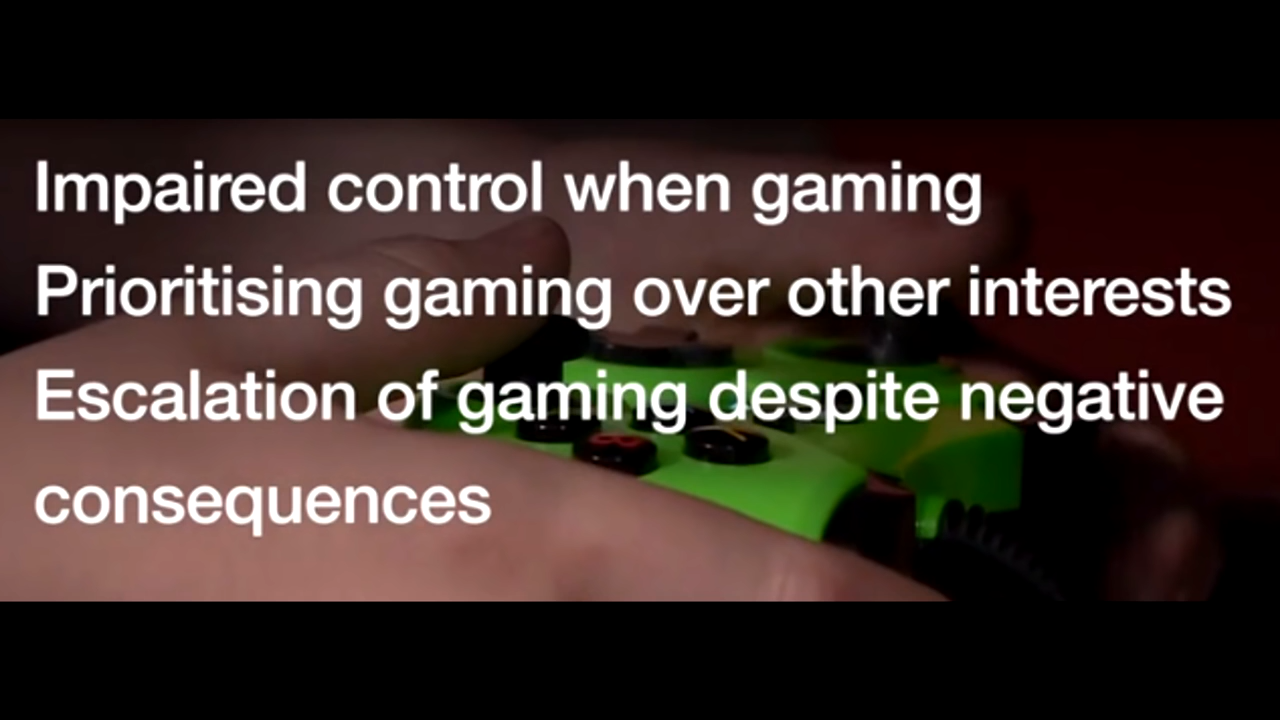 Impaired control when gaming
Prioritising gaming over other interests
Escalation of gaming despite negative
consequences